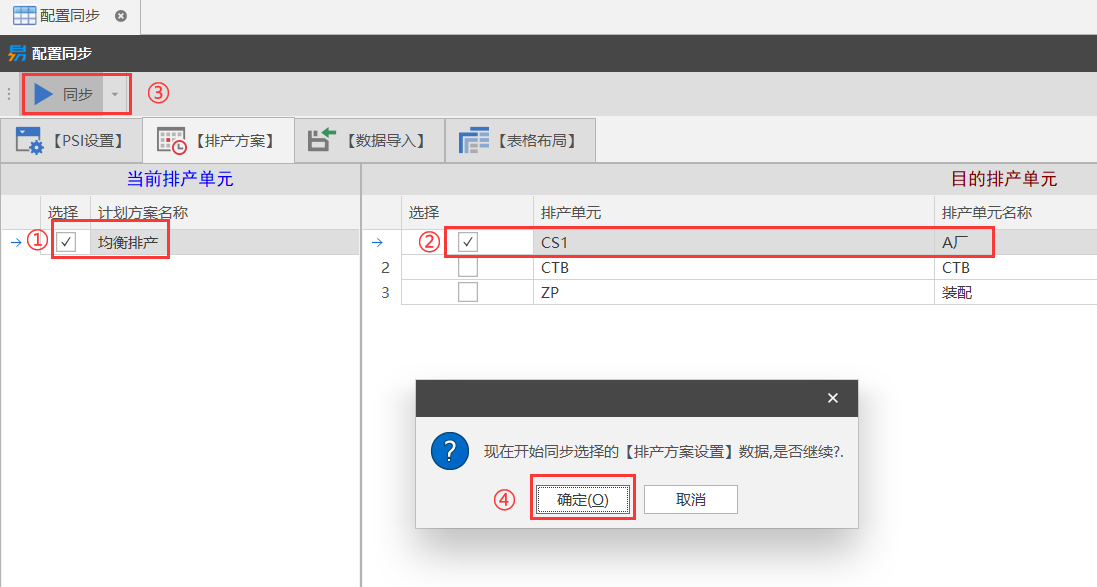 配置同步
配置同步
同步 ③
【PSI设置】 【排产方案】 【数据导入】 【表格布局】
当前排产单元 目的排产单元
选择 计划方案名称 选择 排产单元 排产单元名称
① 均衡排产 ② CS1 A厂
2 CTB CTB
3 ZP 装配
现在开始同步选择的【排产方案设置】数据,是否继续?.
④ 确定(O) 取消